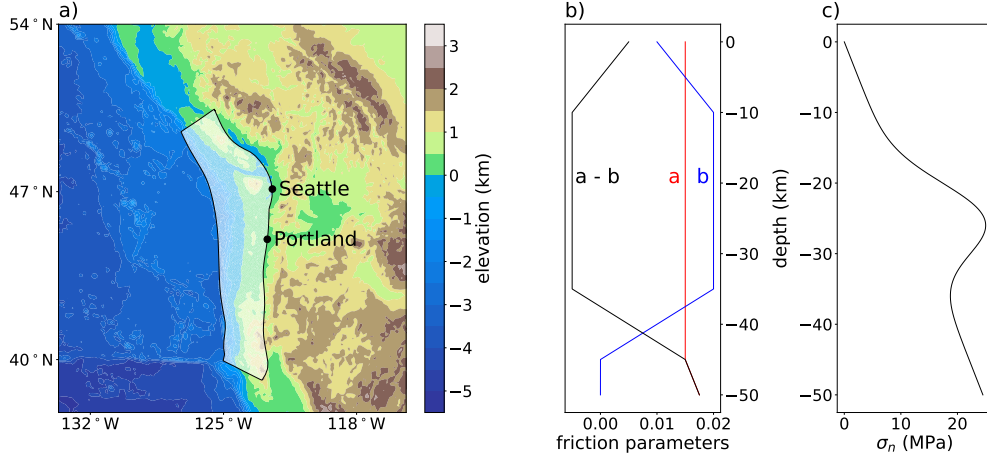 a)
54°N
47°N
40°N
132°W
125°W
118°W
Seattle
Portland
3
2
1
0
−1
−2
−3
−4
−5
elevation (km)
b)
a - b
a
b
0
−10
−20
−30
−40
−50
depth (km)
0.00
0.01
0.02
friction parameters
c)
0
−10
−20
−30
−40
−50
0
10
20
σn (MPa)